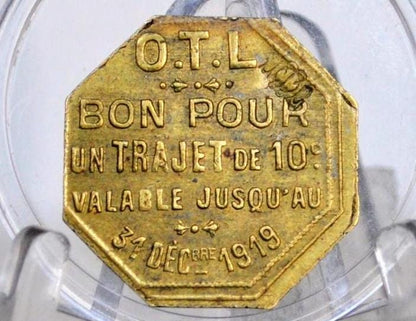 O.T.L
BON POUR
UN TRAJET DE 10c
VALABLE JUSQU'AU
31 DÉCBRE 1919